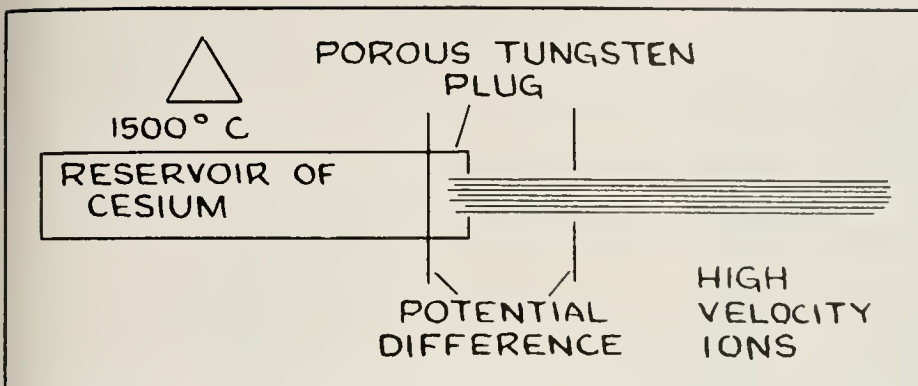 POROUS TUNGSTEN
PLUG
1500° C
RESERVOIR OF
CESIUM
POTENTIAL
DIFFERENCE
HIGH
VELOCITY
IONS